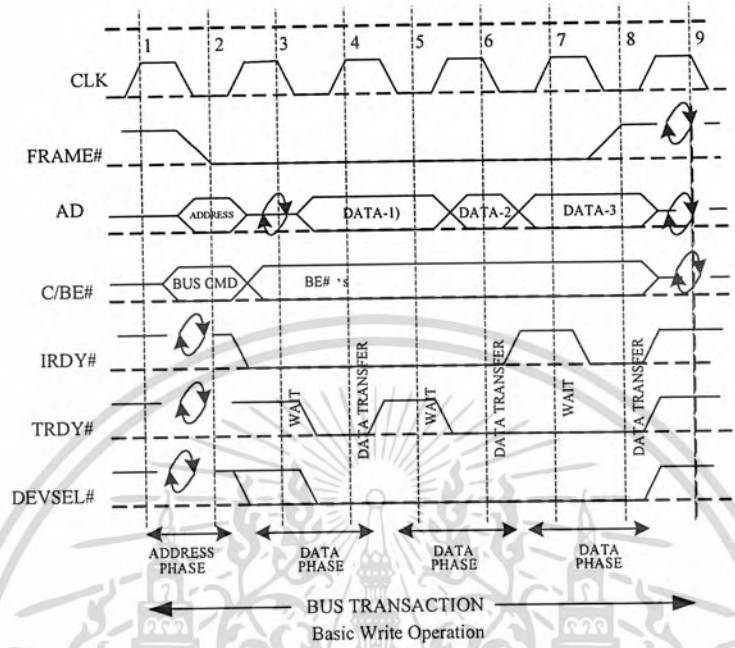 1 2 3 4 5 6 7 8 9
CLK
FRAME#
AD ADDRESS DATA-1) DATA-2 DATA-3
C/BE# BUS CMD BE# 's
IRDY#
TRDY# WAIT DATA TRANSFER WAIT DATA TRANSFER WAIT DATA TRANSFER
DEVSEL#
ADDRESS PHASE DATA PHASE DATA PHASE DATA PHASE
BUS TRANSACTION
Basic Write Operation